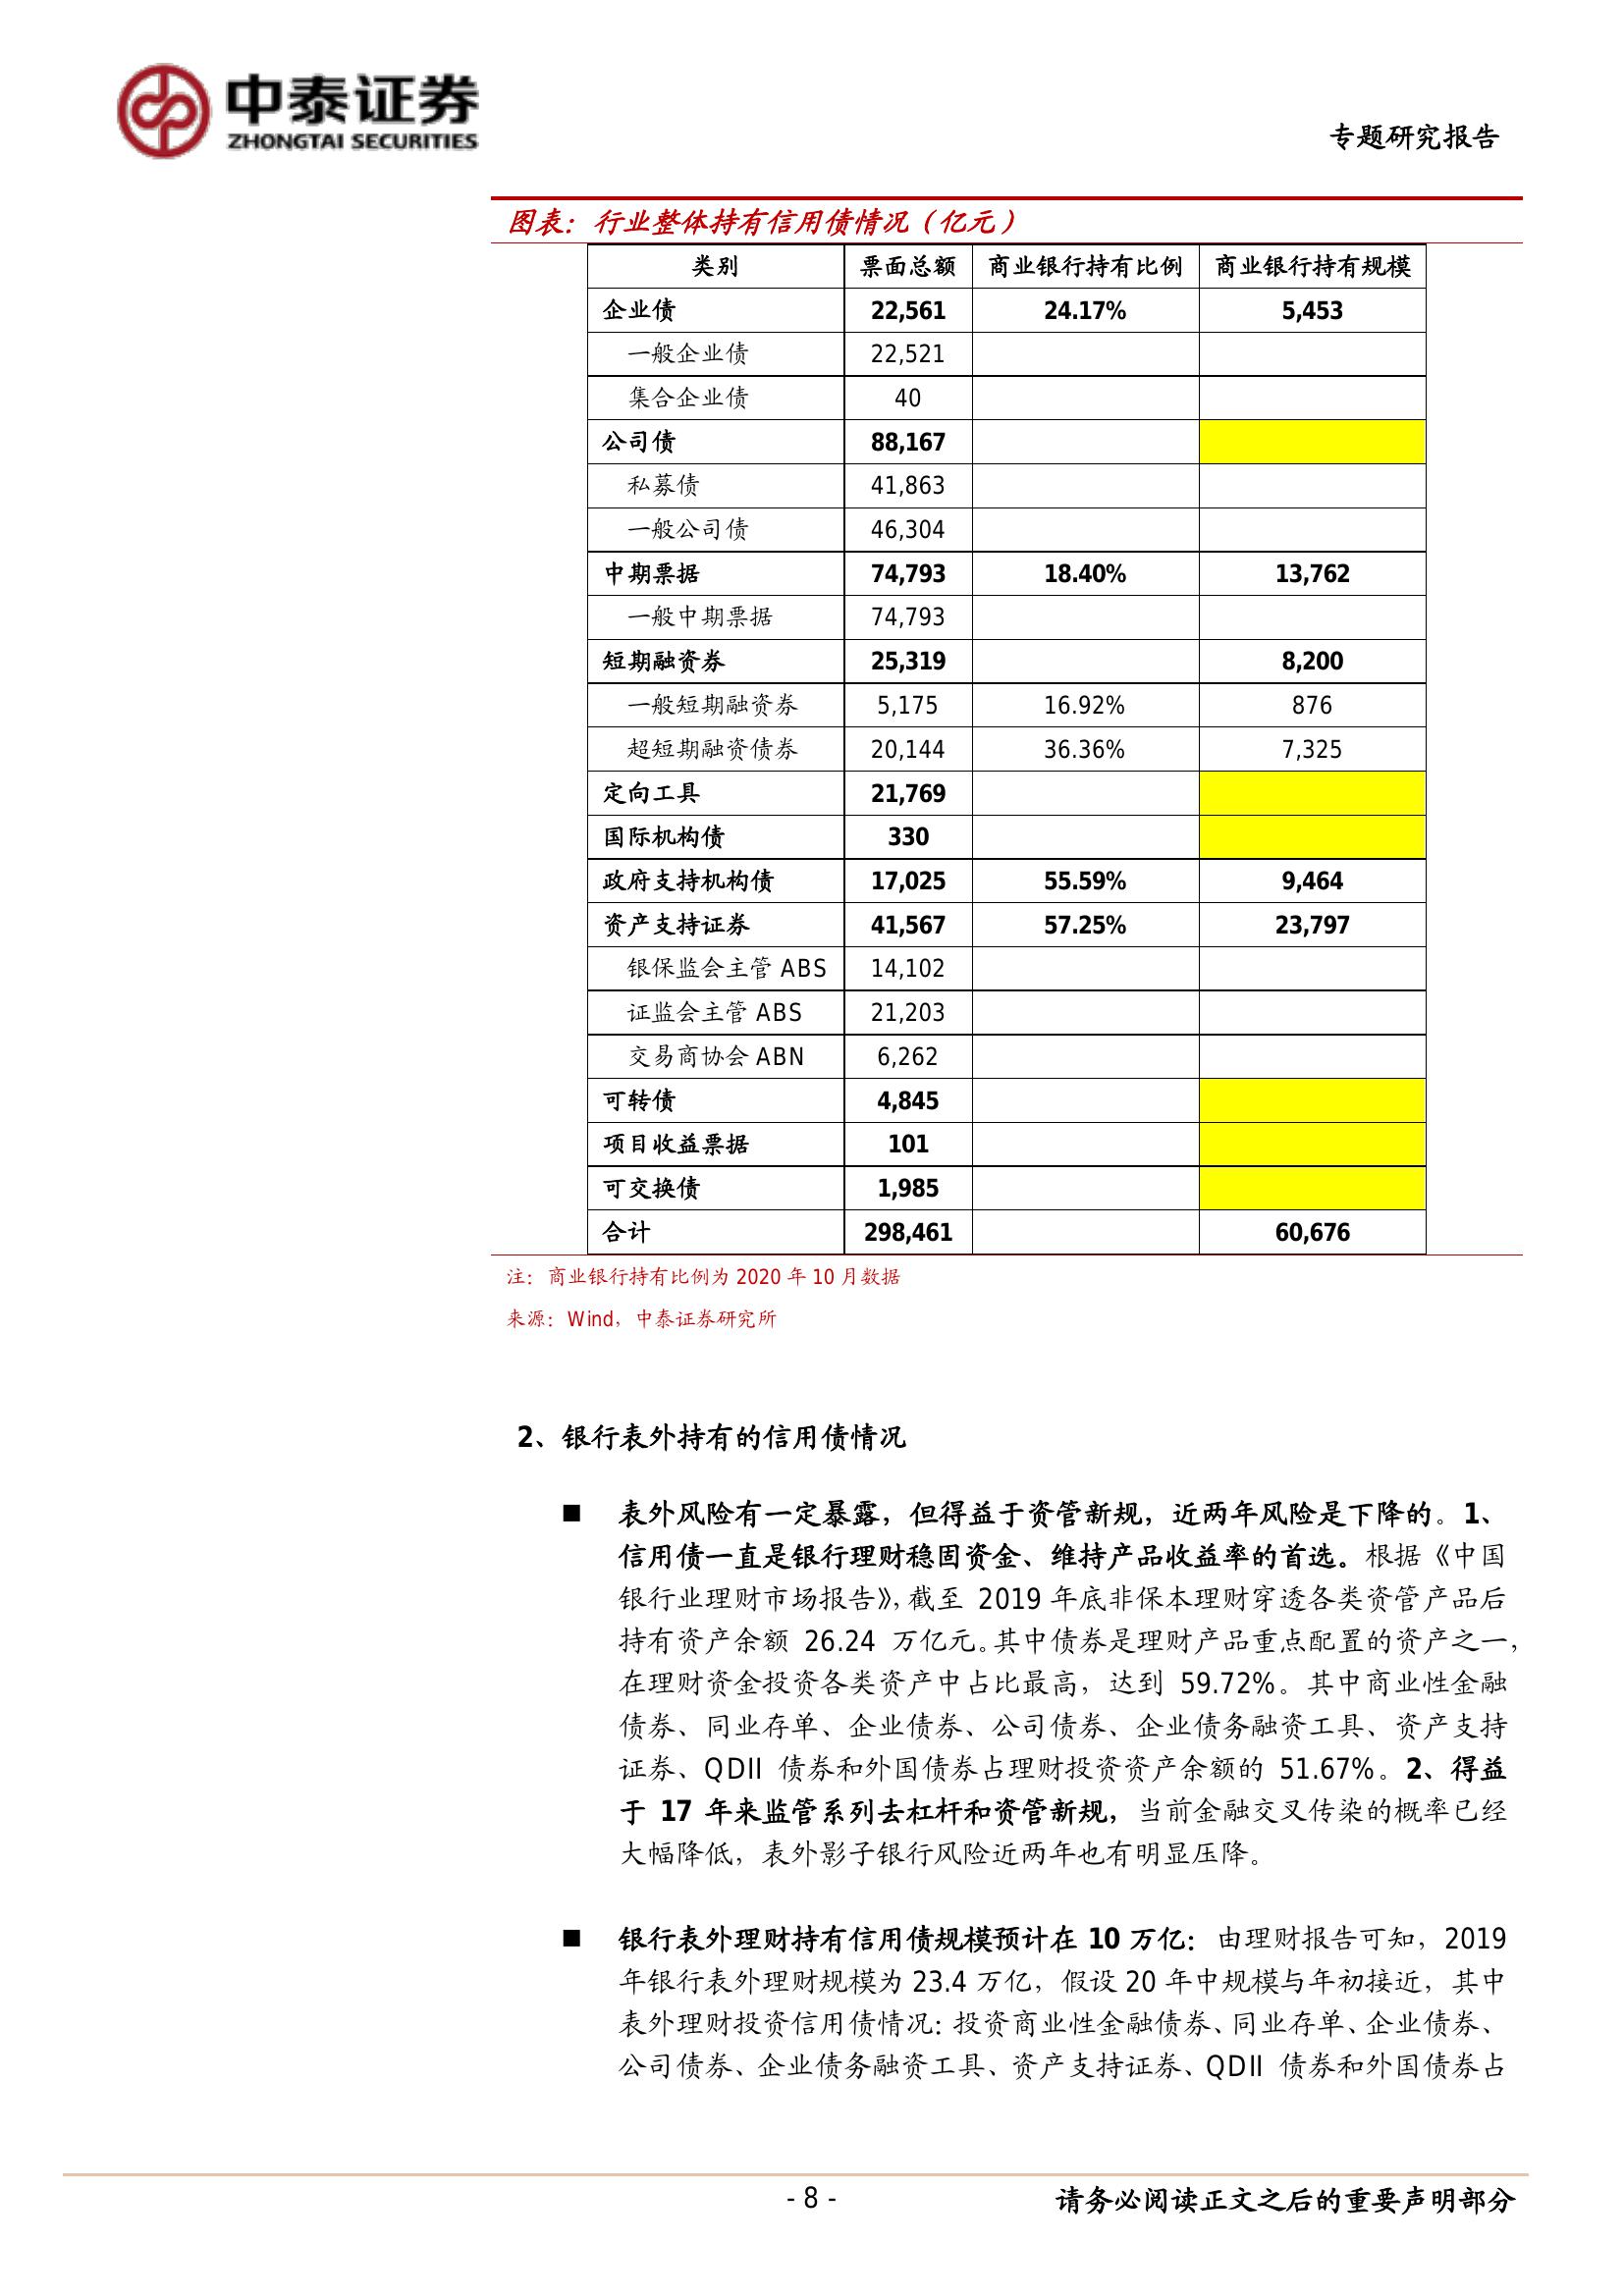 中泰证券
ZHONGTAI SECURITIES
专题研究报告
图表：行业整体持有信用债情况（亿元）
类别 票面总额 商业银行持有比例 商业银行持有规模
企业债 22,561 24.17% 5,453
一般企业债 22,521
集合企业债 40
公司债 88,167
私募债 41,863
一般公司债 46,304
中期票据 74,793 18.40% 13,762
一般中期票据 74,793
短期融资券 25,319 8,200
一般短期融资券 5,175 16.92% 876
超短期融资债券 20,144 36.36% 7,325
定向工具 21,769
国际机构债 330
政府支持机构债 17,025 55.59% 9,464
资产支持证券 41,567 57.25% 23,797
银保监会主管 ABS 14,102
证监会主管 ABS 21,203
交易商协会 ABN 6,262
可转债 4,845
项目收益票据 101
可交换债 1,985
合计 298,461 60,676
注：商业银行持有比例为 2020 年 10 月数据
来源：Wind，中泰证券研究所
2、银行表外持有的信用债情况
■ 表外风险有一定暴露，但得益于资管新规，近两年风险是下降的。1、
信用债一直是银行理财稳固资金、维持产品收益率的首选。根据《中国
银行业理财市场报告》，截至 2019 年底非保本理财穿透各类资管产品后
持有资产余额 26.24 万亿元。其中债券是理财产品重点配置的资产之一，
在理财资金投资各类资产中占比最高，达到 59.72%。其中商业性金融
债券、同业存单、企业债券、公司债券、企业债务融资工具、资产支持
证券、QDII 债券和外国债券占理财投资资产余额的 51.67%。2、得益
于 17 年来监管系列去杠杆和资管新规，当前金融交叉传染的概率已经
大幅降低，表外影子银行风险近两年也有明显压降。
■ 银行表外理财持有信用债规模预计在 10 万亿：由理财报告可知，2019
年银行表外理财规模为 23.4 万亿，假设 20 年中规模与年初接近，其中
表外理财投资信用债情况：投资商业性金融债券、同业存单、企业债券、
公司债券、企业债务融资工具、资产支持证券、QDII 债券和外国债券占
- 8 -
请务必阅读正文之后的重要声明部分